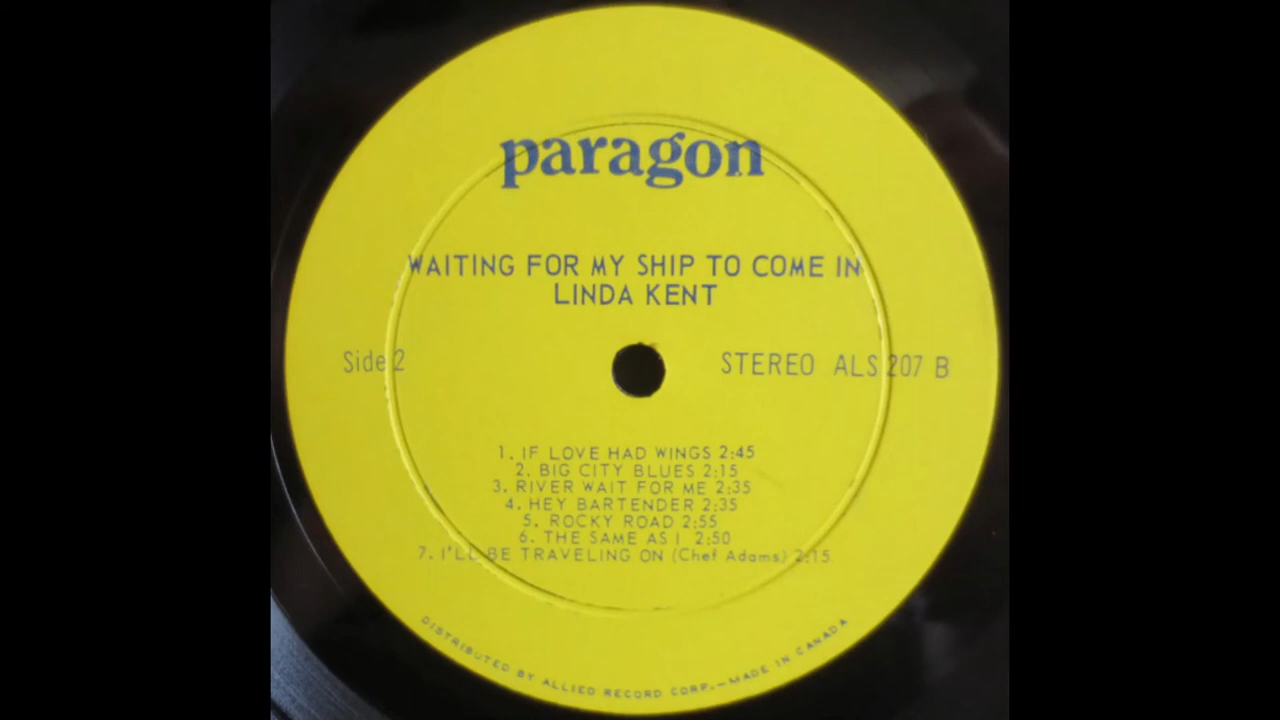 paragon
WAITING FOR MY SHIP TO COME IN
LINDA KENT
Side 2
STEREO ALS 207 B
1. IF LOVE HAD WINGS 2:45
2. BIG CITY BLUES 2:15
3. RIVER WAIT FOR ME 2:35
4. HEY BARTENDER 2:35
5. ROCKY ROAD 2:55
6. THE SAME AS I 2:50
7. I'LL BE TRAVELING ON (Chef Adams) 2:15
DISTRIBUTED BY ALLIED RECORD CORP.-MADE IN CANADA